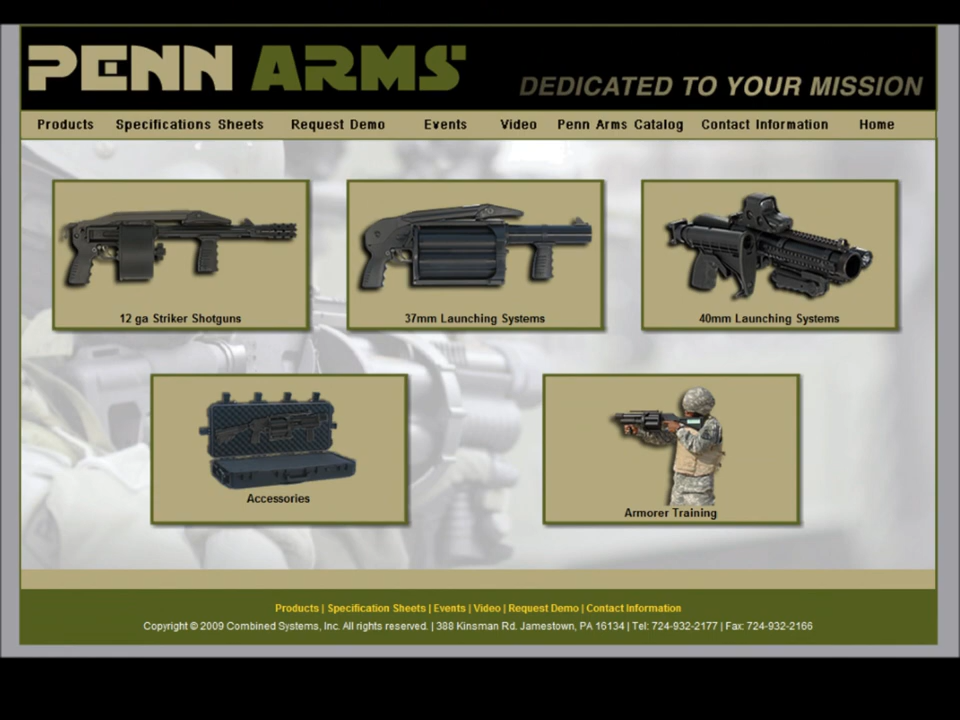 PENN ARMS
DEDICATED TO YOUR MISSION
Products Specifications Sheets Request Demo Events Video Penn Arms Catalog Contact Information Home
12 ga Striker Shotguns
37mm Launching Systems
40mm Launching Systems
Accessories
Armorer Training
Products | Specification Sheets | Events | Video | Request Demo | Contact Information
Copyright © 2009 Combined Systems, Inc. All rights reserved. | 388 Kinsman Rd. Jamestown, PA 16134 | Tel: 724-932-2177 | Fax: 724-932-2166